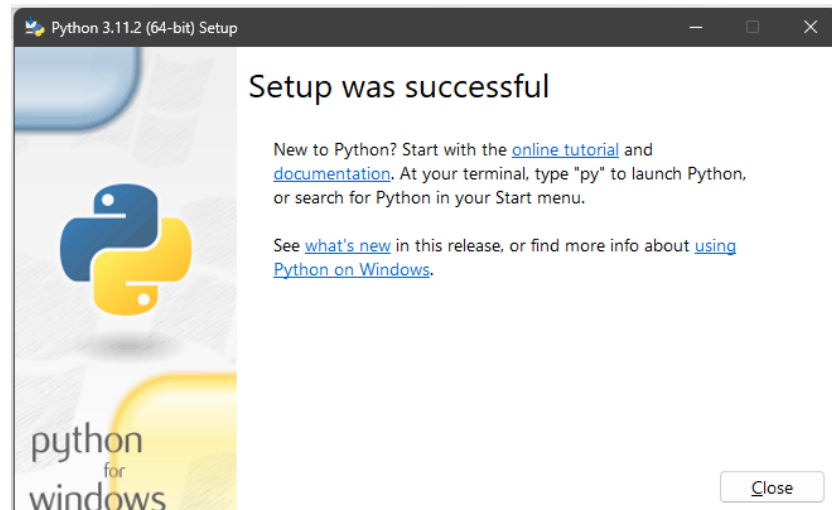 Python 3.11.2 (64-bit) Setup
Setup was successful
New to Python? Start with the online tutorial and
documentation. At your terminal, type "py" to launch Python,
or search for Python in your Start menu.
See what's new in this release, or find more info about using
Python on Windows.
python
for
windows
Close